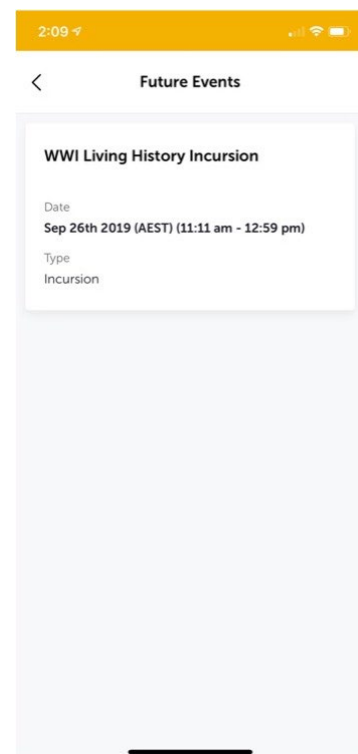 2:09
Future Events
WWI Living History Incursion
Date
Sep 26th 2019 (AEST) (11:11 am - 12:59 pm)
Type
Incursion